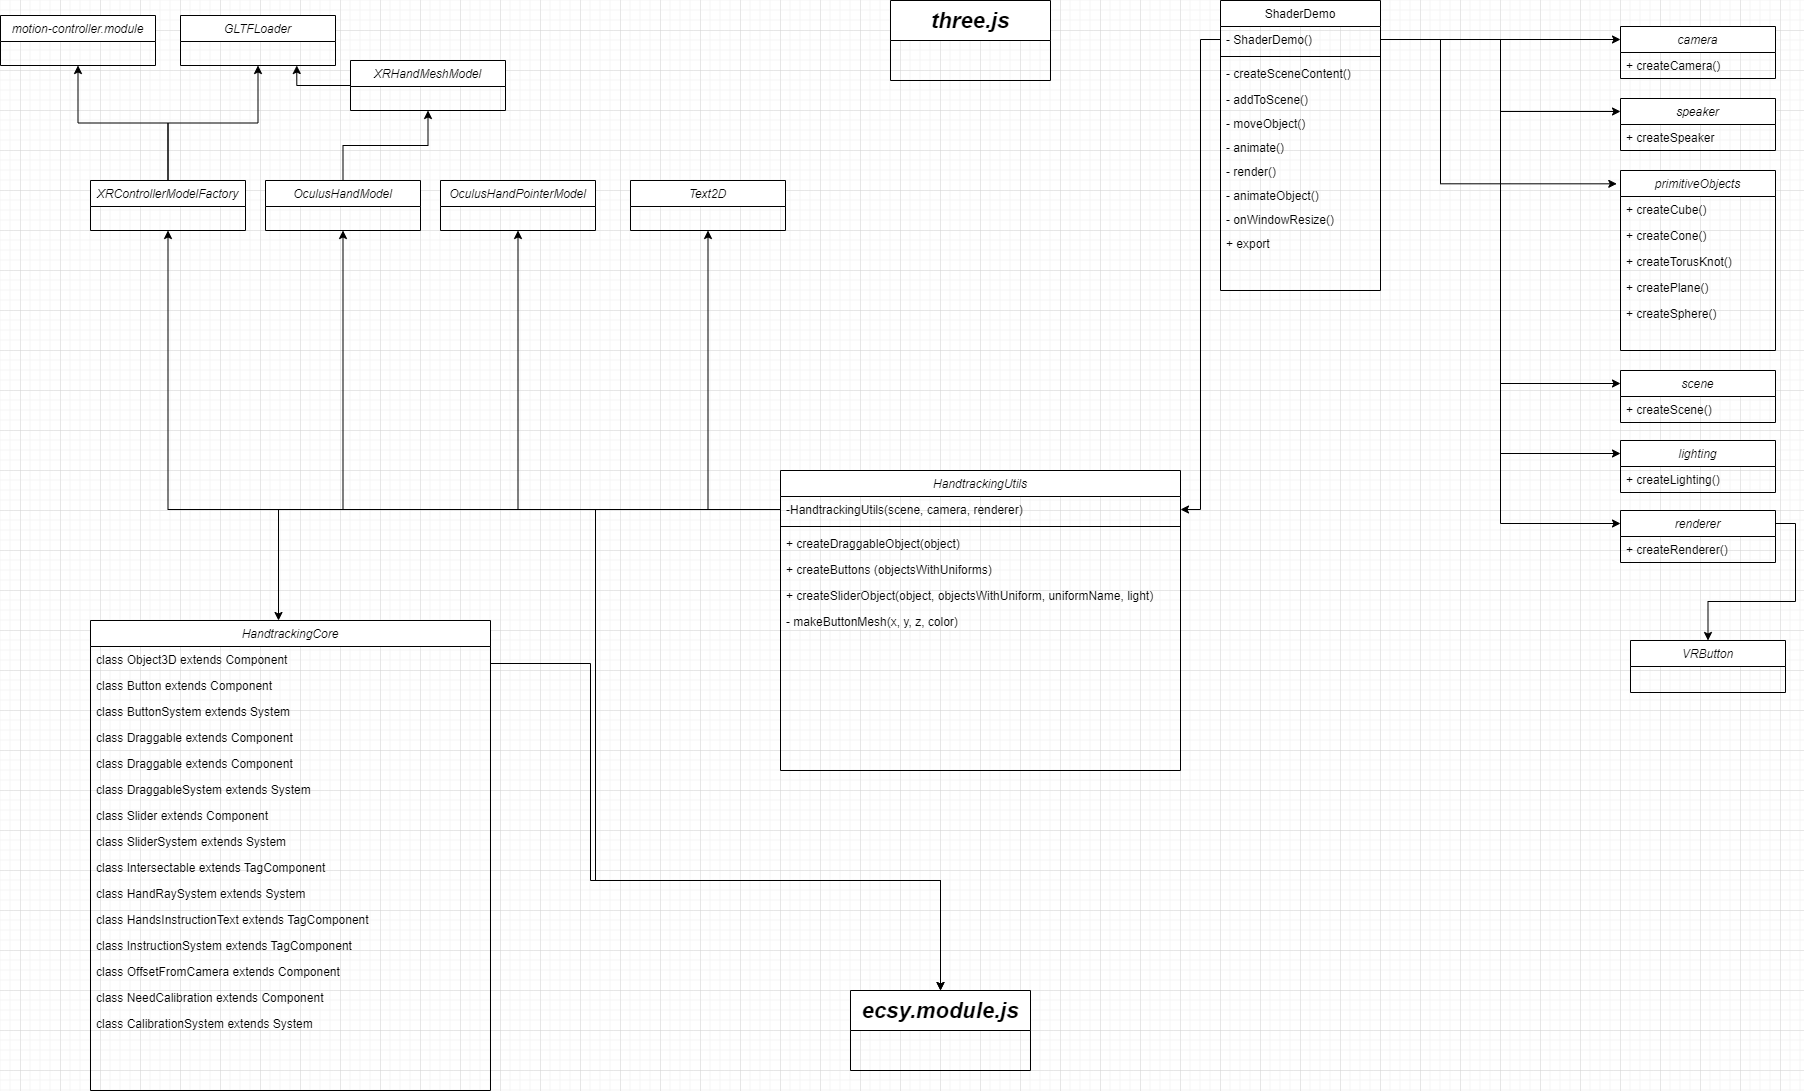 motion-controller.module
GLTFLoader
XRHandMeshModel
XRControllerModelFactory
OculusHandModel
OculusHandPointerModel
Text2D
three.js
ShaderDemo
- ShaderDemo()
- createSceneContent()
- addToScene()
- moveObject()
- animate()
- render()
- animateObject()
- onWindowResize()
+ export
camera
+ createCamera()
speaker
+ createSpeaker
primitiveObjects
+ createCube()
+ createCone()
+ createTorusKnot()
+ createPlane()
+ createSphere()
scene
+ createScene()
lighting
+ createLighting()
renderer
+ createRenderer()
VRButton
HandtrackingUtils
-HandtrackingUtils(scene, camera, renderer)
+ createDraggableObject(object)
+ createButtons (objectsWithUniforms)
+ createSliderObject(object, objectsWithUniform, uniformName, light)
- makeButtonMesh(x, y, z, color)
HandtrackingCore
class Object3D extends Component
class Button extends Component
class ButtonSystem extends System
class Draggable extends Component
class Draggable extends Component
class DraggableSystem extends System
class Slider extends Component
class SliderSystem extends System
class Intersectable extends TagComponent
class HandRaySystem extends System
class HandsInstructionText extends TagComponent
class InstructionSystem extends TagComponent
class OffsetFromCamera extends Component
class NeedCalibration extends Component
class CalibrationSystem extends System
ecsy.module.js